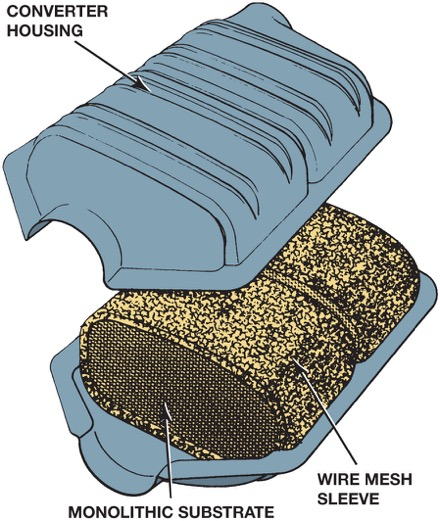 CONVERTER
HOUSING
WIRE MESH
SLEEVE
MONOLITHIC SUBSTRATE